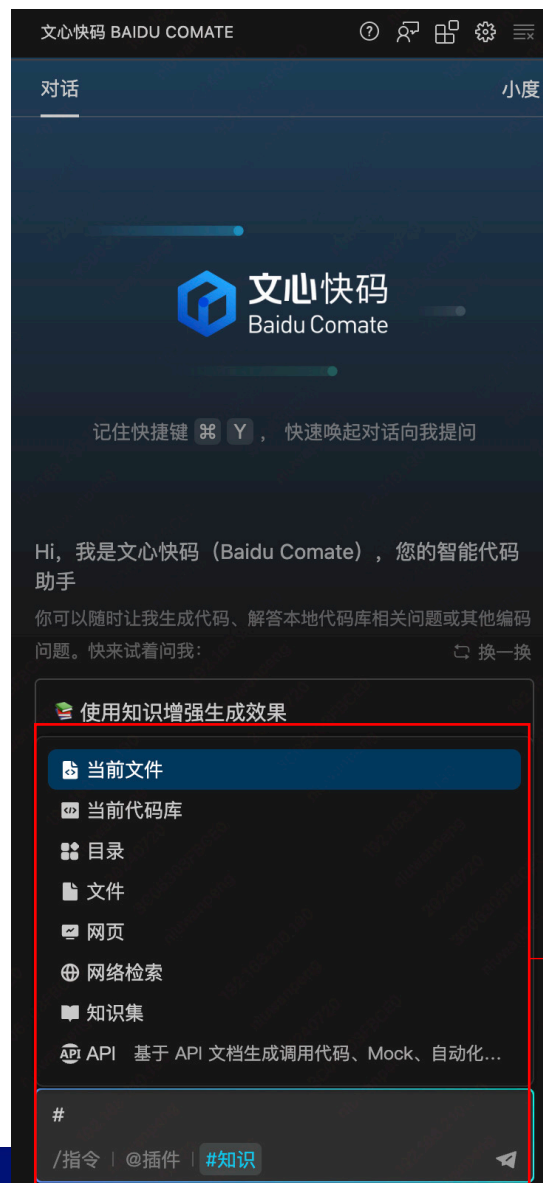 文心快码 BAIDU COMATE
对话 小度
文心快码
Baidu Comate
记住快捷键 ⌘ Y ， 快速唤起对话向我提问
Hi，我是文心快码（Baidu Comate），您的智能代码
助手
你可以随时让我生成代码、解答本地代码库相关问题或其他编码
问题。快来试着问我： 换一换
使用知识增强生成效果
当前文件
当前代码库
目录
文件
网页
网络检索
知识集
API API 基于 API 文档生成调用代码、Mock、自动化...
#
/指令 | @插件 | #知识